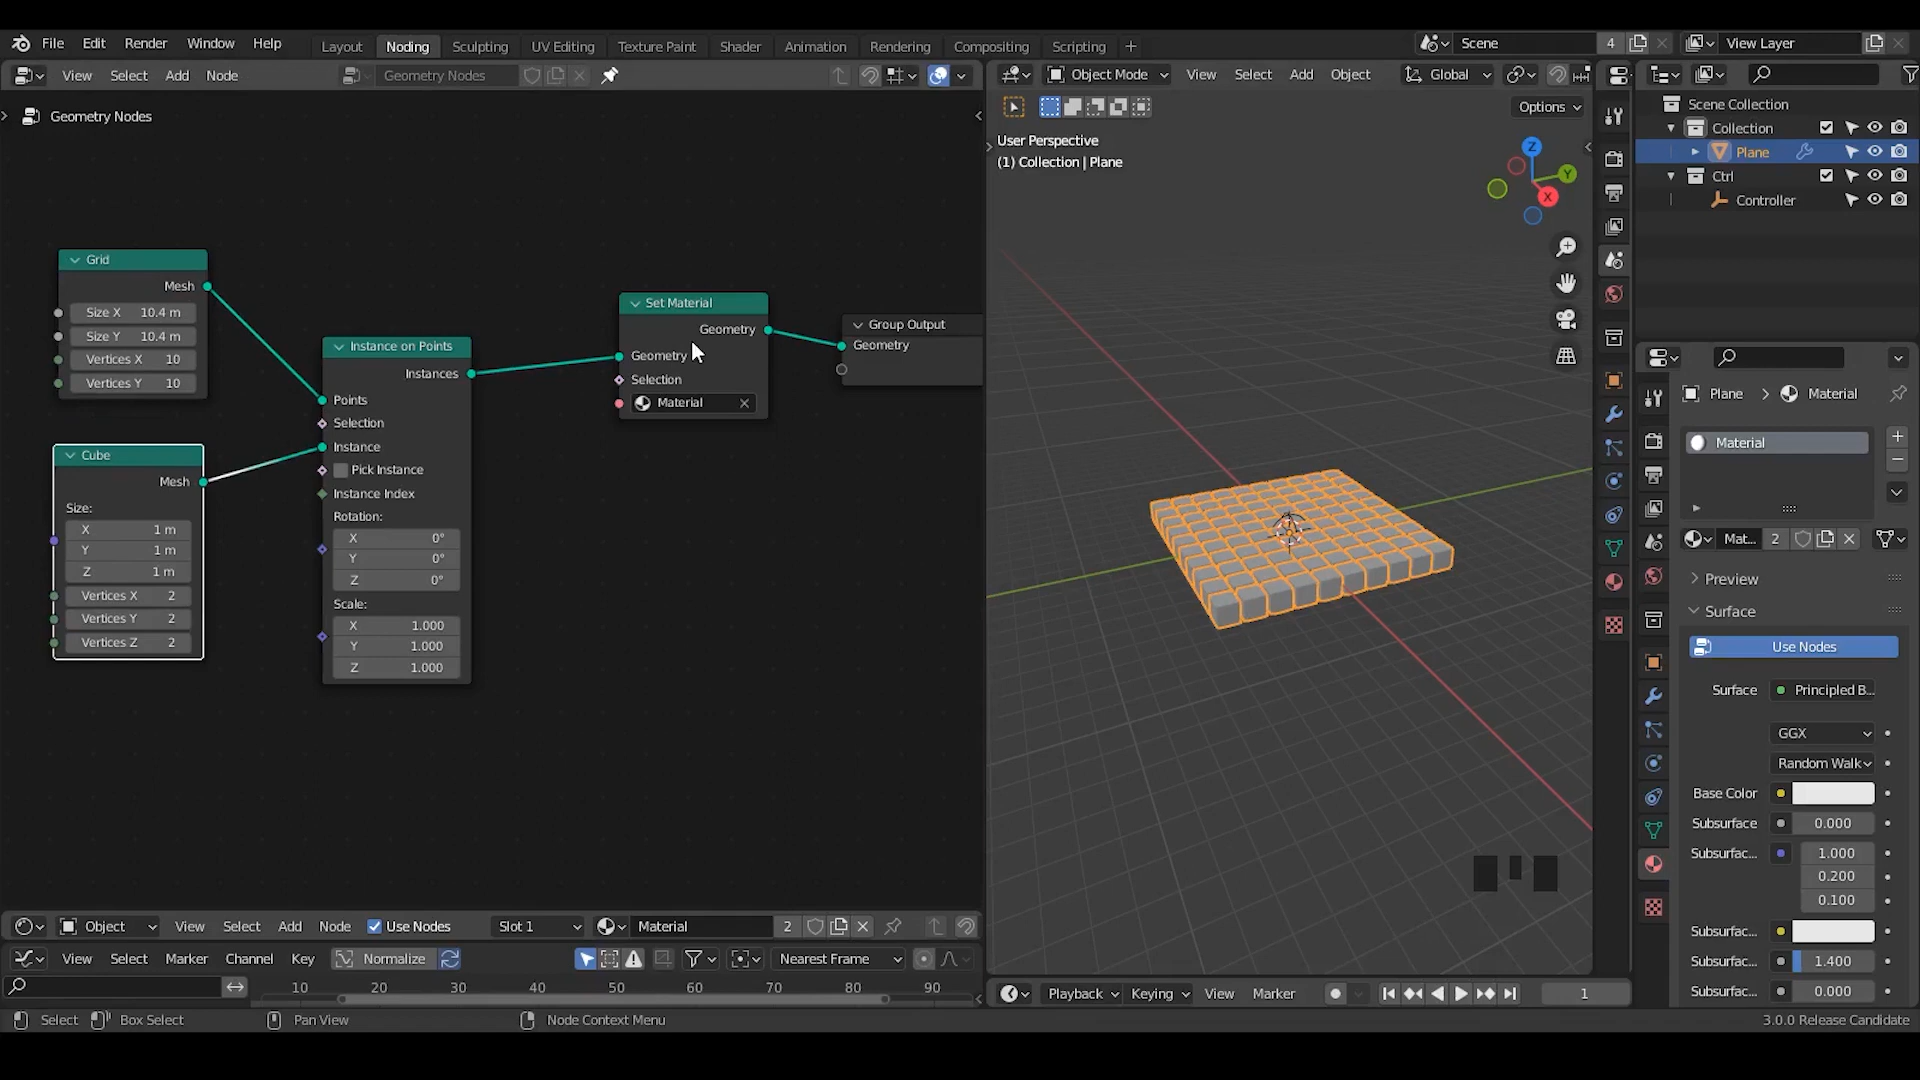 File Edit Render Window Help
Layout Noding Sculpting UV Editing Texture Paint Shader Animation Rendering Compositing Scripting +
Scene 4
View Layer
View Select Add Node
Geometry Nodes
Object Mode View Select Add Object Global
Geometry Nodes
Options
User Perspective
(1) Collection | Plane
Z
Y
X
Scene Collection
Collection
Plane
Ctrl
Controller
Grid
Mesh
Size X 10.4 m
Size Y 10.4 m
Vertices X 10
Vertices Y 10
Cube
Mesh
Size:
X 1 m
Y 1 m
Z 1 m
Vertices X 2
Vertices Y 2
Vertices Z 2
Instance on Points
Instances
Points
Selection
Instance
Pick Instance
Instance Index
Rotation:
X 0°
Y 0°
Z 0°
Scale:
X 1.000
Y 1.000
Z 1.000
Set Material
Geometry
Geometry
Selection
Material
Group Output
Geometry
Plane > Material
Material
Mat... 2
Preview
Surface
Use Nodes
Surface Principled B...
GGX
Random Walk
Base Color
Subsurface 0.000
Subsurfac... 1.000
0.200
0.100
Subsurfac...
Subsurfac... 1.400
Subsurfac... 0.000
Object View Select Add Node Use Nodes Slot 1 Material 2
View Select Marker Channel Key Normalize Nearest Frame
10 20 30 40 50 60 70 80 90
Playback Keying View Marker 1
Select Box Select Pan View Node Context Menu 3.0.0 Release Candidate